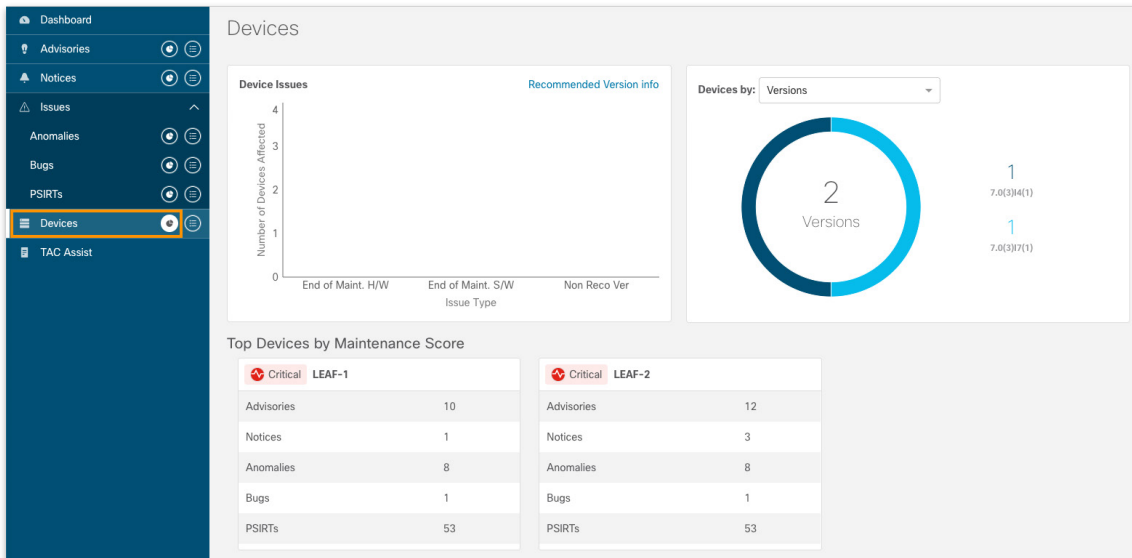 Dashboard
Advisories
Notices
Issues
Anomalies
Bugs
PSIRTs
Devices
TAC Assist
Devices
Device Issues
Recommended Version info
Number of Devices Affected
4
3
2
1
0
End of Maint. H/W
End of Maint. S/W
Non Reco Ver
Issue Type
Devices by: Versions
2
Versions
1
7.0(3)I4(1)
1
7.0(3)I7(1)
Top Devices by Maintenance Score
Critical LEAF-1
Advisories 10
Notices 1
Anomalies 8
Bugs 1
PSIRTs 53
Critical LEAF-2
Advisories 12
Notices 3
Anomalies 8
Bugs 1
PSIRTs 53